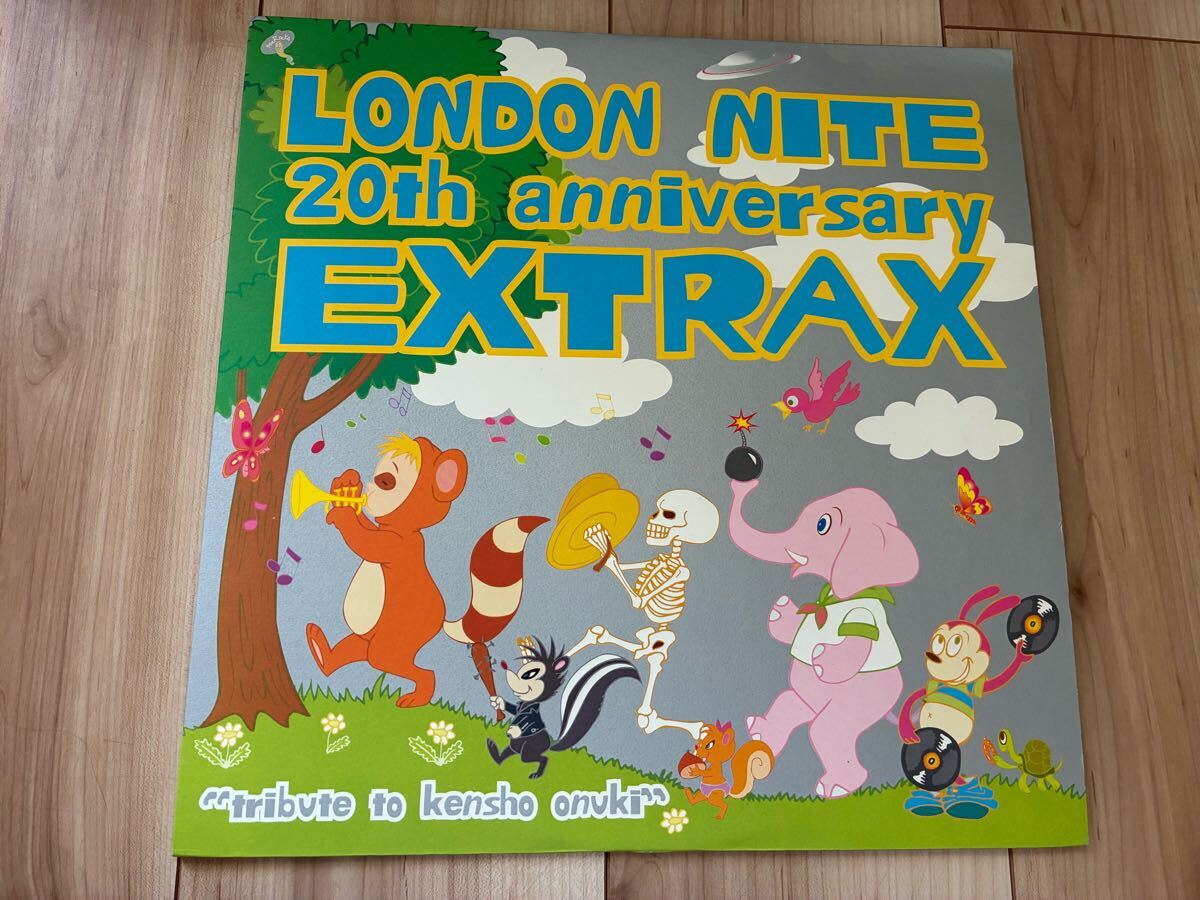 LONDON NITE
20th anniversary
EXTRAX
"tribute to kensho onuki"